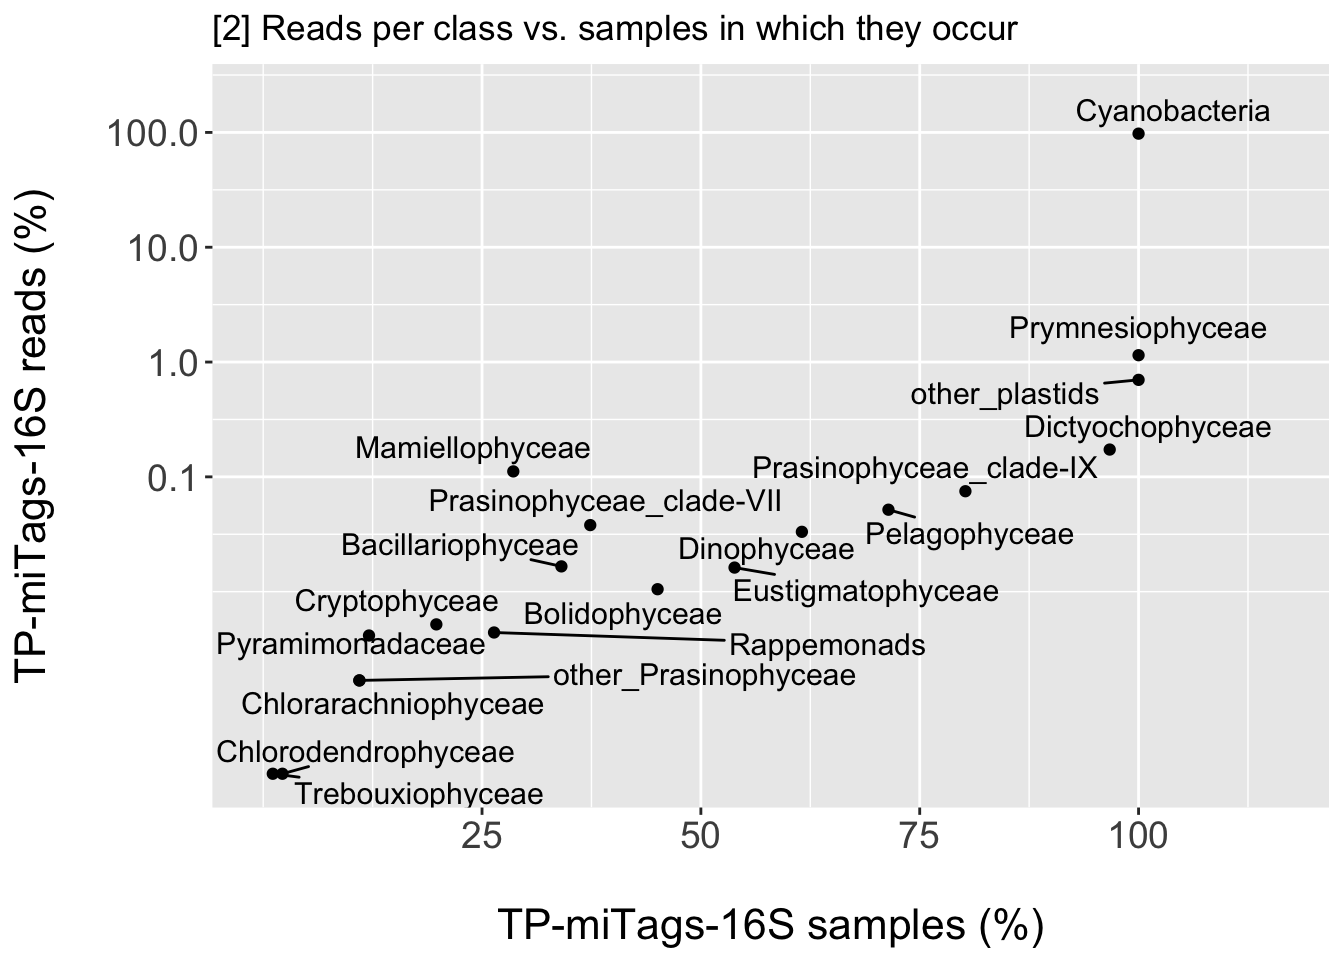 [2] Reads per class vs. samples in which they occur
TP-miTags-16S reads (%)
100.0
10.0
1.0
0.1
Cyanobacteria
Prymnesiophyceae
other_plastids
Dictyochophyceae
Mamiellophyceae
Prasinophyceae_clade-IX
Prasinophyceae_clade-VII
Pelagophyceae
Bacillariophyceae
Dinophyceae
Eustigmatophyceae
Cryptophyceae
Bolidophyceae
Pyramimonadaceae
Rappemonads
other_Prasinophyceae
Chlorarachniophyceae
Chlorodendrophyceae
Trebouxiophyceae
25 50 75 100
TP-miTags-16S samples (%)